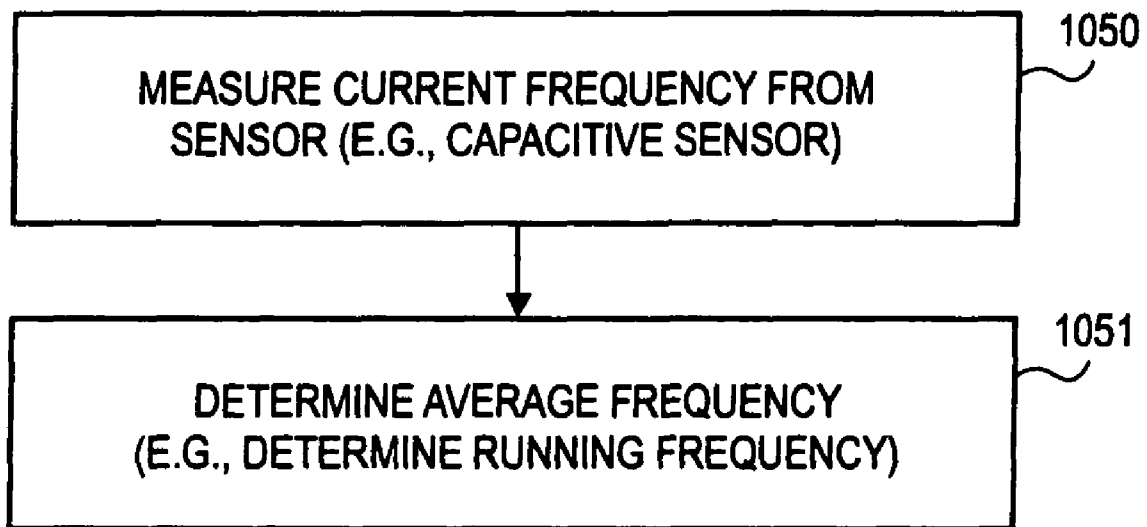 1050
MEASURE CURRENT FREQUENCY FROM
SENSOR (E.G., CAPACITIVE SENSOR)
1051
DETERMINE AVERAGE FREQUENCY
(E.G., DETERMINE RUNNING FREQUENCY)